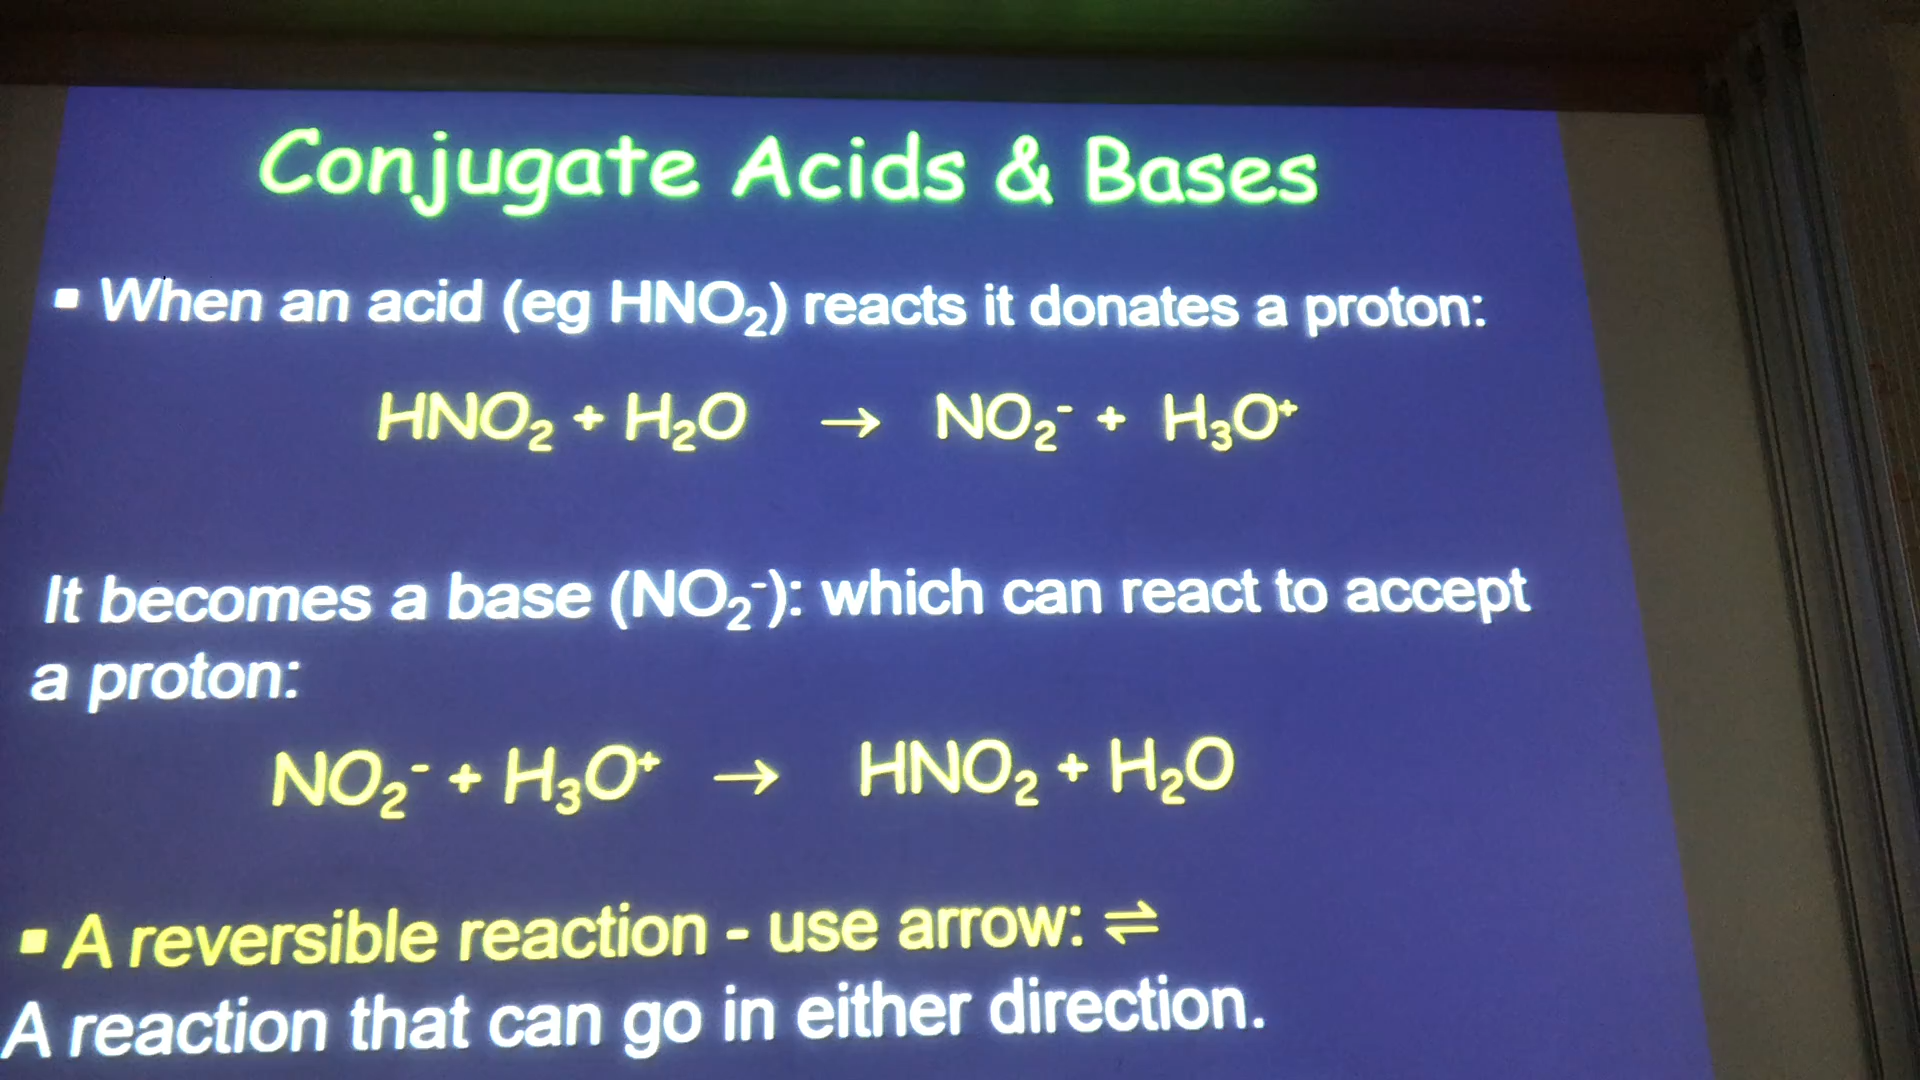 Conjugate Acids & Bases
▪ When an acid (eg HNO₂) reacts it donates a proton:
HNO₂ + H₂O → NO₂⁻ + H₃O⁺
It becomes a base (NO₂⁻): which can react to accept
a proton:
NO₂⁻ + H₃O⁺ → HNO₂ + H₂O
▪ A reversible reaction - use arrow: ⇌
A reaction that can go in either direction.